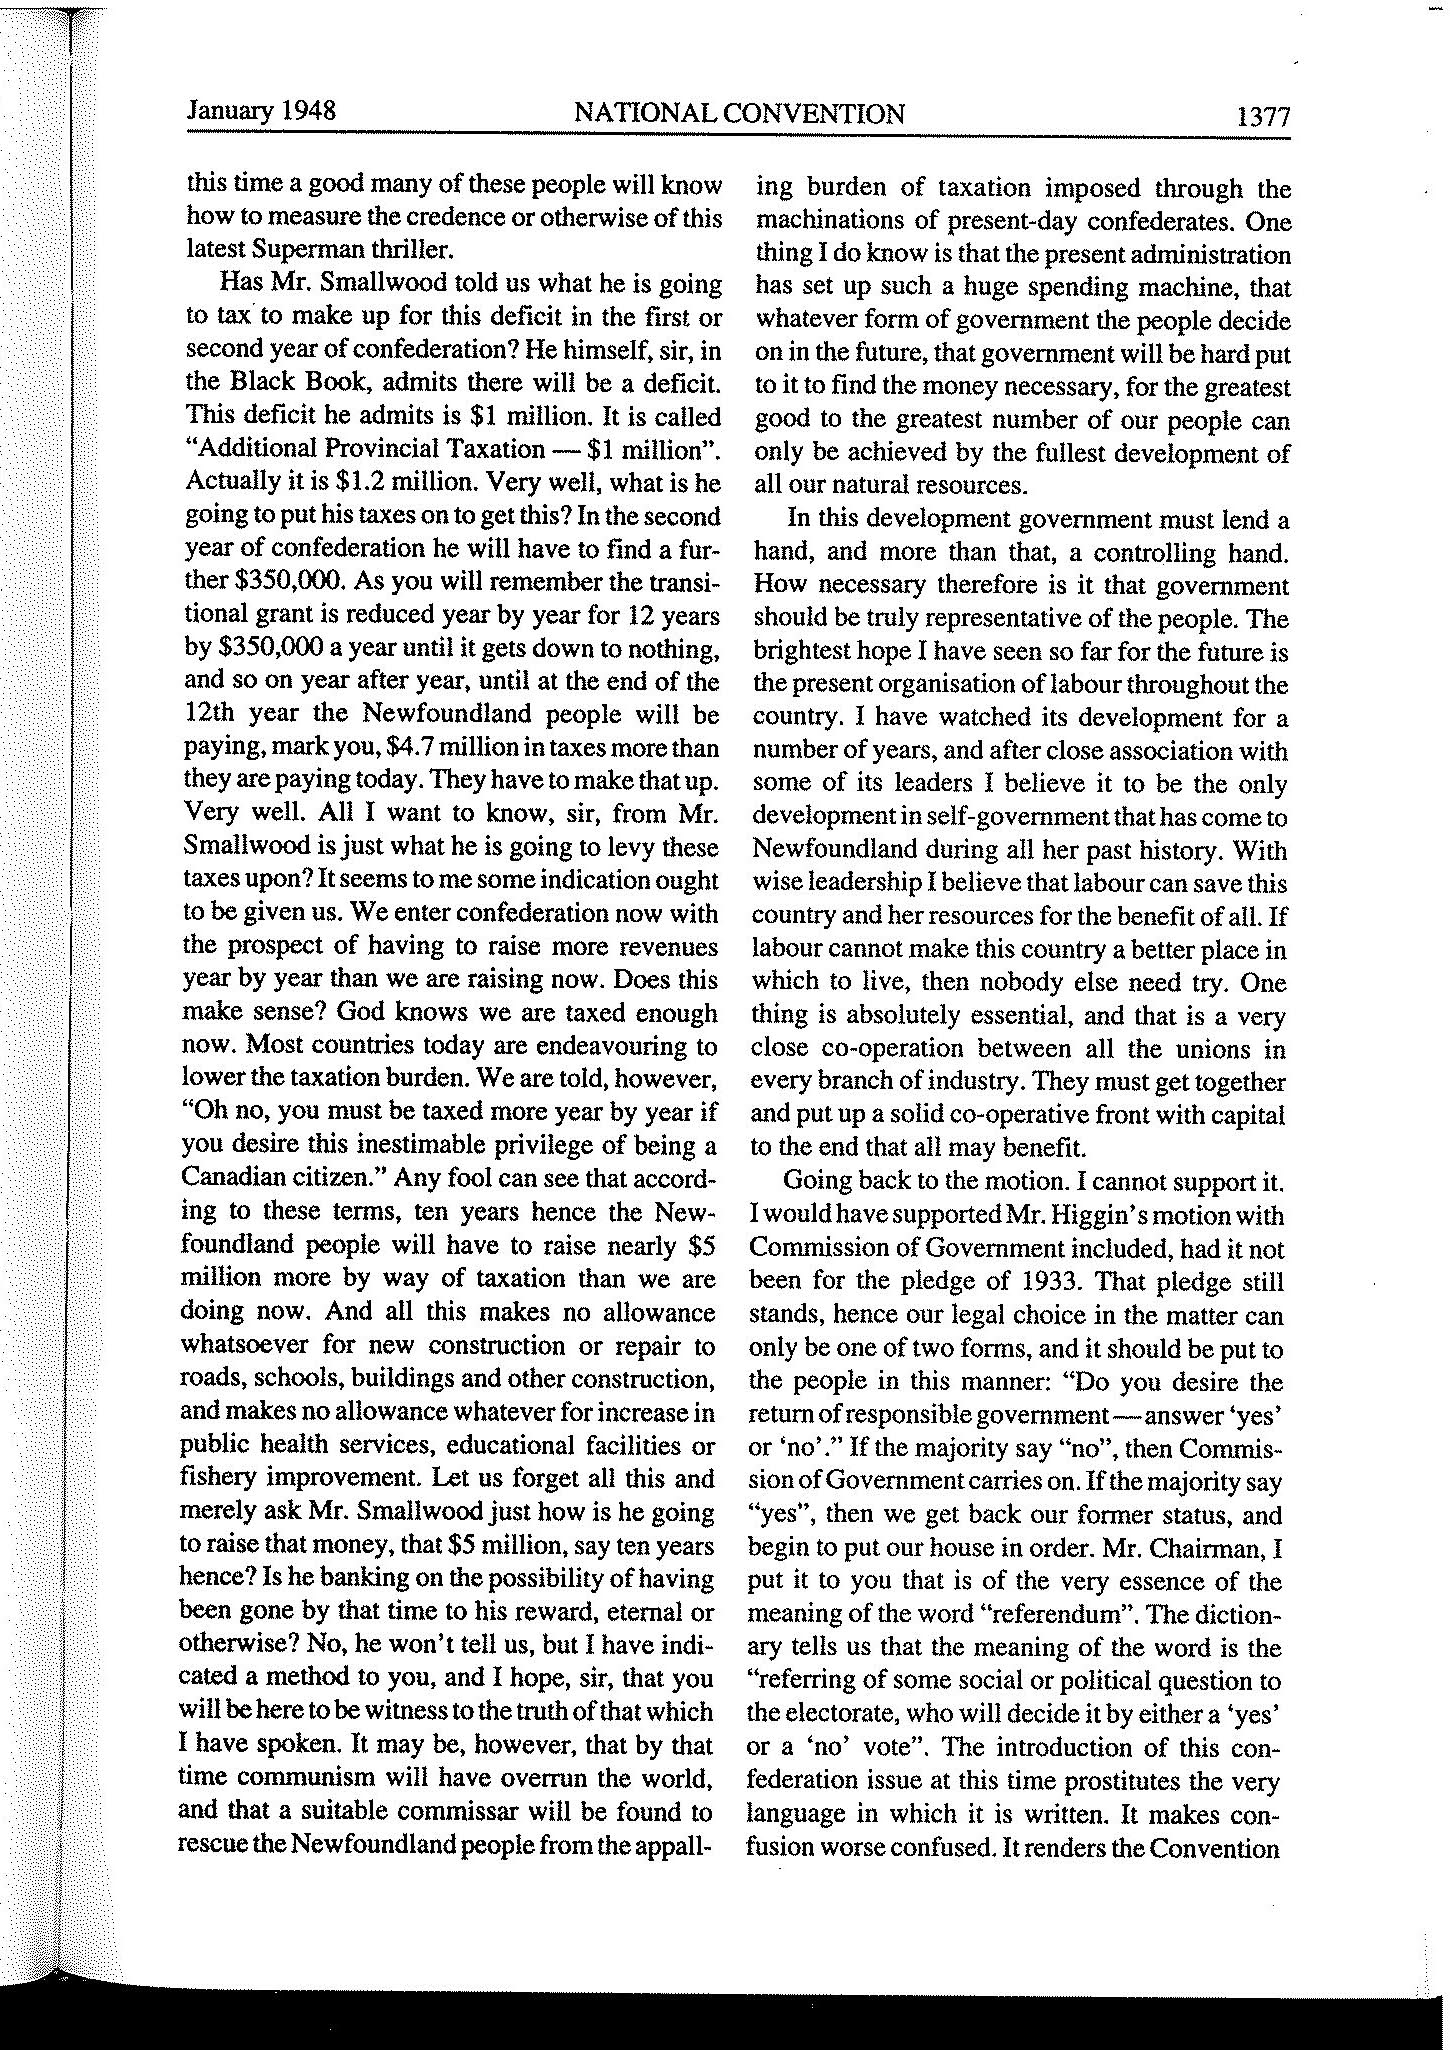 January 1948
NATIONAL CONVENTION
1377
this time a good many of these people will know
how to measure the credence or otherwise of this
latest Superman thriller.
Has Mr. Smallwood told us what he is going
to tax to make up for this deficit in the first or
second year of confederation? He himself, sir, in
the Black Book, admits there will be a deficit.
This deficit he admits is $1 million. It is called
“Additional Provincial Taxation — $1 million”.
Actually it is $1.2 million. Very well, what is he
going to put his taxes on to get this? In the second
year of confederation he will have to find a fur-
ther $350,000. As you will remember the transi-
tional grant is reduced year by year for 12 years
by $350,000 a year until it gets down to nothing,
and so on year after year, until at the end of the
12th year the Newfoundland people will be
paying, mark you, $4.7 million in taxes more than
they are paying today. They have to make that up.
Very well. All I want to know, sir, from Mr.
Smallwood is just what he is going to levy these
taxes upon? It seems to me some indication ought
to be given us. We enter confederation now with
the prospect of having to raise more revenues
year by year than we are raising now. Does this
make sense? God knows we are taxed enough
now. Most countries today are endeavouring to
lower the taxation burden. We are told, however,
“Oh no, you must be taxed more year by year if
you desire this inestimable privilege of being a
Canadian citizen.” Any fool can see that accord-
ing to these terms, ten years hence the New-
foundland people will have to raise nearly $5
million more by way of taxation than we are
doing now. And all this makes no allowance
whatsoever for new construction or repair to
roads, schools, buildings and other construction,
and makes no allowance whatever for increase in
public health services, educational facilities or
fishery improvement. Let us forget all this and
merely ask Mr. Smallwood just how is he going
to raise that money, that $5 million, say ten years
hence? Is he banking on the possibility of having
been gone by that time to his reward, eternal or
otherwise? No, he won't tell us, but I have indi-
cated a method to you, and I hope, sir, that you
will be here to be witness to the truth of that which
I have spoken. It may be, however, that by that
time communism will have overrun the world,
and that a suitable commissar will be found to
rescue the Newfoundland people from the appall-
ing burden of taxation imposed through the
machinations of present-day confederates. One
thing I do know is that the present administration
has set up such a huge spending machine, that
whatever form of government the people decide
on in the future, that government will be hard put
to it to find the money necessary, for the greatest
good to the greatest number of our people can
only be achieved by the fullest development of
all our natural resources.
In this development government must lend a
hand, and more than that, a controlling hand.
How necessary therefore is it that government
should be truly representative of the people. The
brightest hope I have seen so far for the future is
the present organisation of labour throughout the
country. I have watched its development for a
number of years, and after close association with
some of its leaders I believe it to be the only
development in self-government that has come to
Newfoundland during all her past history. With
wise leadership I believe that labour can save this
country and her resources for the benefit of all. If
labour cannot make this country a better place in
which to live, then nobody else need try. One
thing is absolutely essential, and that is a very
close co-operation between all the unions in
every branch of industry. They must get together
and put up a solid co-operative front with capital
to the end that all may benefit.
Going back to the motion. I cannot support it.
I would have supported Mr. Higgin's motion with
Commission of Government included, had it not
been for the pledge of 1933. That pledge still
stands, hence our legal choice in the matter can
only be one of two forms, and it should be put to
the people in this manner: “Do you desire the
return of responsible government — answer ‘yes’
or ‘no’.” If the majority say “no”, then Commis-
sion of Government carries on. If the majority say
“yes”, then we get back our former status, and
begin to put our house in order. Mr. Chairman, I
put it to you that is of the very essence of the
meaning of the word “referendum”. The diction-
ary tells us that the meaning of the word is the
“referring of some social or political question to
the electorate, who will decide it by either a ‘yes’
or a ‘no’ vote”. The introduction of this con-
federation issue at this time prostitutes the very
language in which it is written. It makes con-
fusion worse confused. It renders the Convention